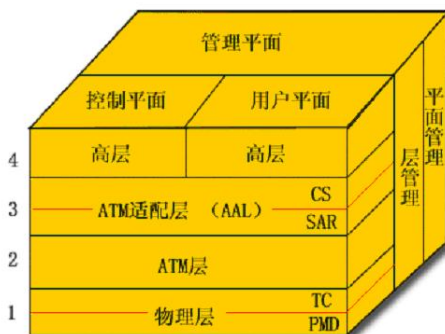 管理平面
控制平面 用户平面
平面管理
层管理
4 高层 高层
3 ATM适配层 (AAL) CS
SAR
2 ATM层
1 物理层 TC
PMD